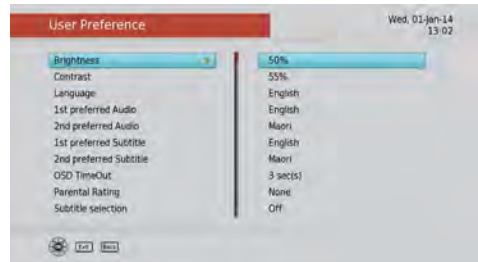 User Preference
Wed, 01-Jan-14
13:02
Brightness 50%
Contrast 55%
Language English
1st preferred Audio English
2nd preferred Audio Maori
1st preferred Subtitle English
2nd preferred Subtitle Maori
OSD TimeOut 3 sec(s)
Parental Rating None
Subtitle selection Off
Exit Back